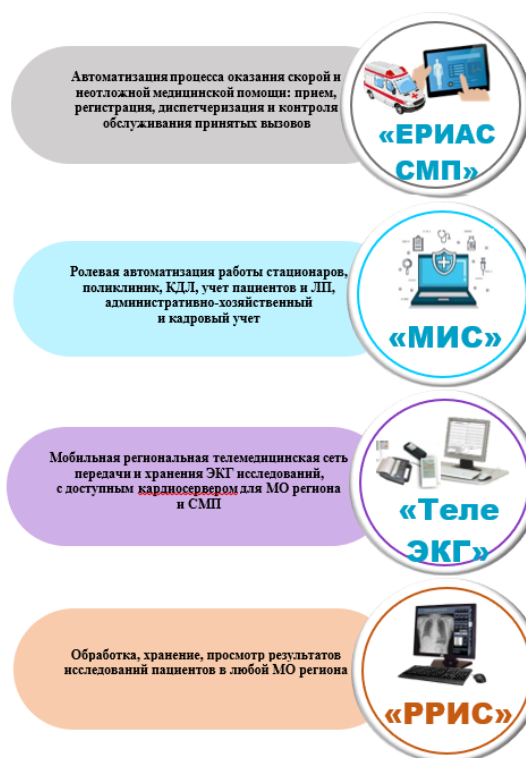 Автоматизация процесса оказания скорой и
неотложной медицинской помощи: прием,
регистрация, диспетчеризация и контроля
обслуживания принятых вызовов
«ЕРИАС
СМП»
Ролевая автоматизация работы стационаров,
поликлиник, КДЛ, учет пациентов и ЛП,
административно-хозяйственный
и кадровый учет
«МИС»
Мобильная региональная телемедицинская сеть
передачи и хранения ЭКГ исследований,
с доступным кардиосервером для МО региона
и СМП
«Теле
ЭКГ»
Обработка, хранение, просмотр результатов
исследований пациентов в любой МО региона
«РРИС»